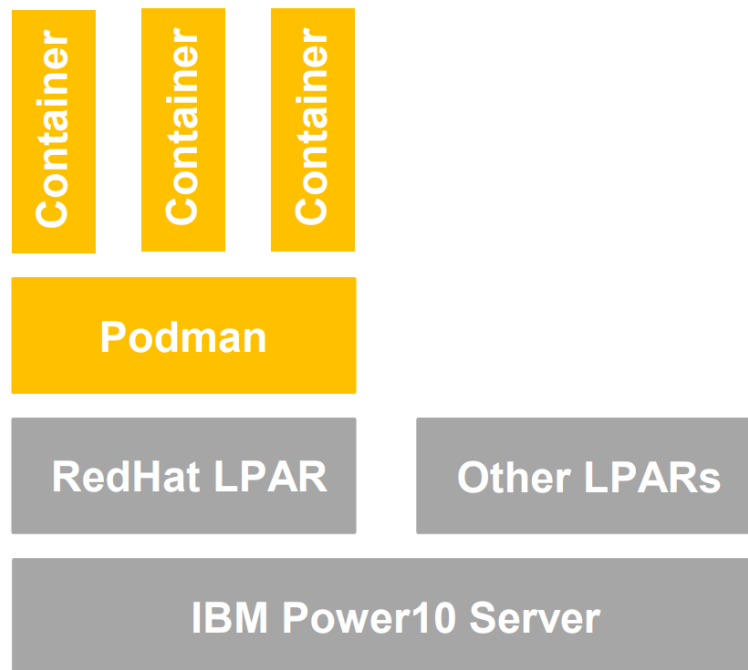 Container
Container
Container
Podman
RedHat LPAR
Other LPARs
IBM Power10 Server